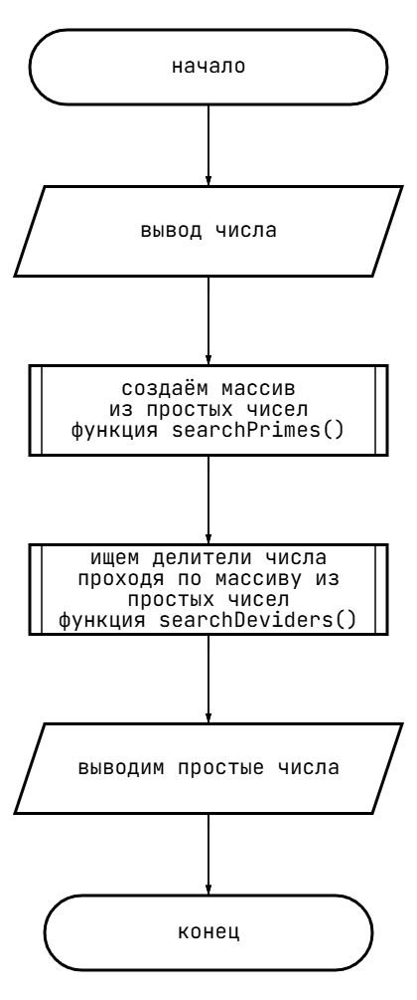 начало
вывод числа
создаём массив
из простых чисел
функция searchPrimes()
ищем делители числа
проходя по массиву из
простых чисел
функция searchDeviders()
выводим простые числа
конец